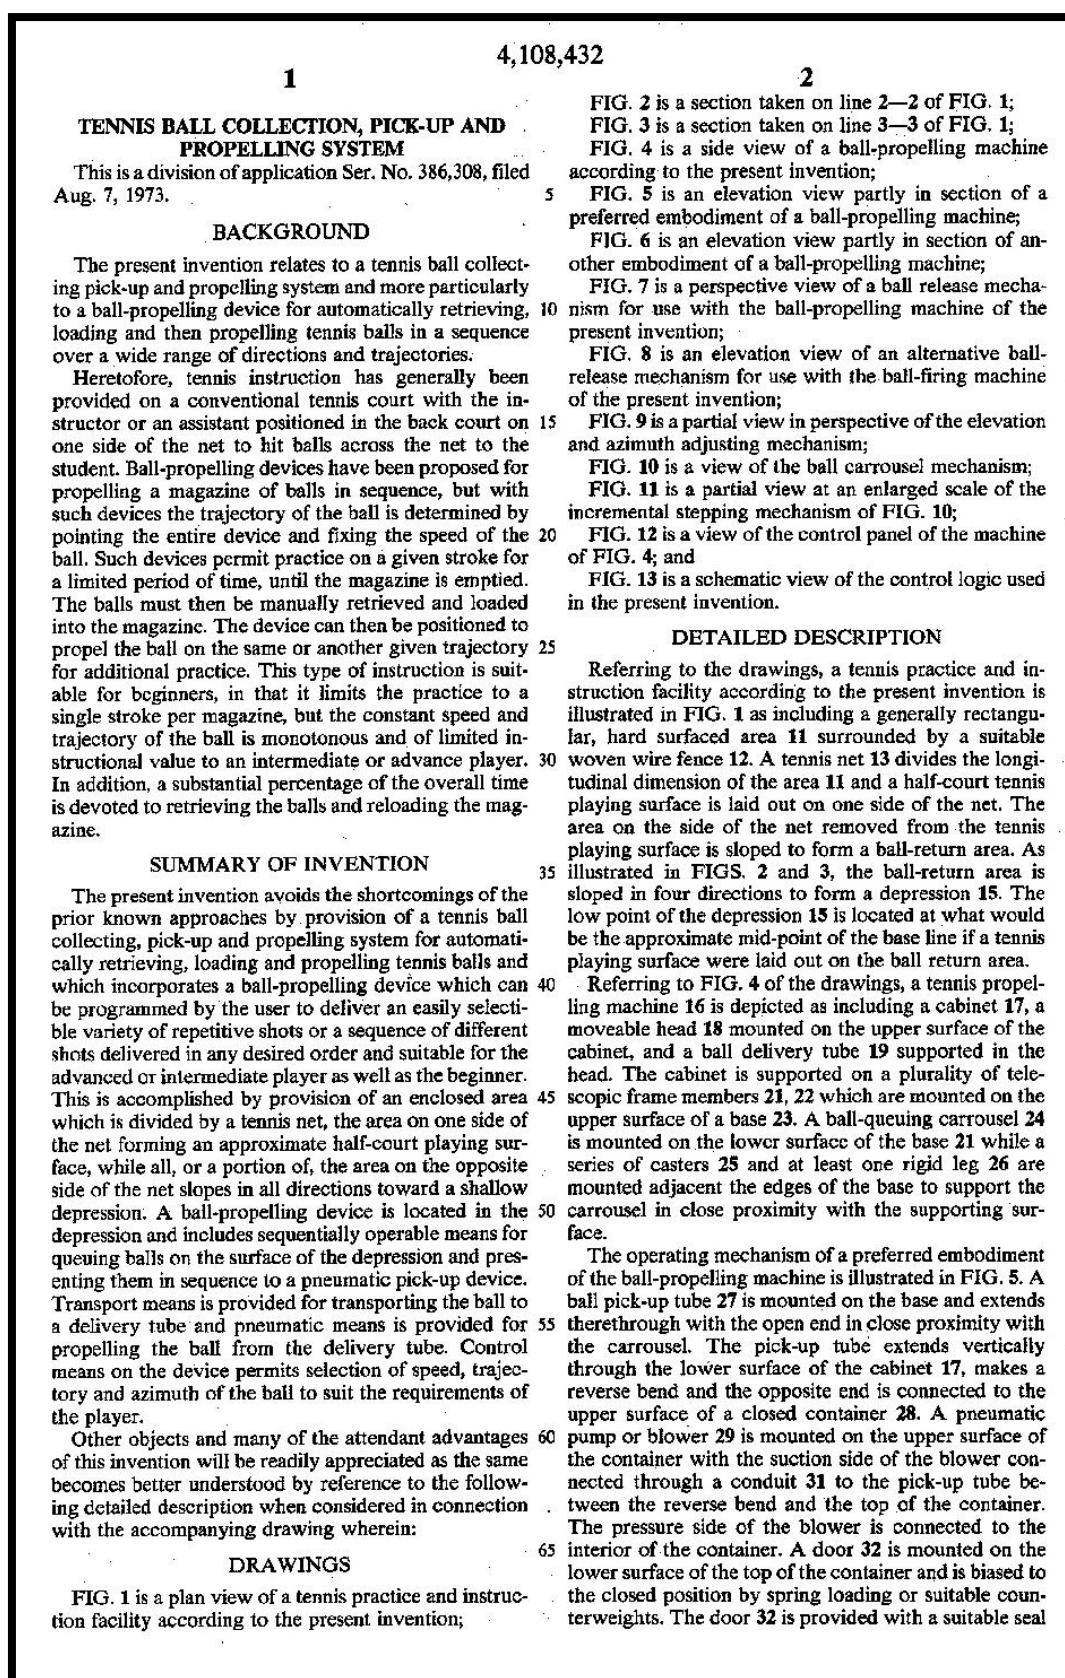 4,108,432
1
TENNIS BALL COLLECTION, PICK-UP AND
PROPELLING SYSTEM
This is a division of application Ser. No. 386,308, filed
Aug. 7, 1973.
BACKGROUND
The present invention relates to a tennis ball collect-
ing pick-up and propelling system and more particularly
to a ball-propelling device for automatically retrieving,
loading and then propelling tennis balls in a sequence
over a wide range of directions and trajectories.
Heretofore, tennis instruction has generally been
provided on a conventional tennis court with the in-
structor or an assistant positioned in the back court on
one side of the net to hit balls across the net to the
student. Ball-propelling devices have been proposed for
propelling a magazine of balls in sequence, but with
such devices the trajectory of the ball is determined by
pointing the entire device and fixing the speed of the
ball. Such devices permit practice on a given stroke for
a limited period of time, until the magazine is emptied.
The balls must then be manually retrieved and loaded
into the magazine. The device can then be positioned to
propel the ball on the same or another given trajectory
for additional practice. This type of instruction is suit-
able for beginners, in that it limits the practice to a
single stroke per magazine, but the constant speed and
trajectory of the ball is monotonous and of limited in-
structional value to an intermediate or advance player.
In addition, a substantial percentage of the overall time
is devoted to retrieving the balls and reloading the mag-
azine.
SUMMARY OF INVENTION
The present invention avoids the shortcomings of the
prior known approaches by provision of a tennis ball
collecting, pick-up and propelling system for automati-
cally retrieving, loading and propelling tennis balls and
which incorporates a ball-propelling device which can
be programmed by the user to deliver an easily selecti-
ble variety of repetitive shots or a sequence of different
shots delivered in any desired order and suitable for the
advanced or intermediate player as well as the beginner.
This is accomplished by provision of an enclosed area
which is divided by a tennis net, the area on one side of
the net forming an approximate half-court playing sur-
face, while all, or a portion of, the area on the opposite
side of the net slopes in all directions toward a shallow
depression. A ball-propelling device is located in the
depression and includes sequentially operable means for
queuing balls on the surface of the depression and pres-
enting them in sequence to a pneumatic pick-up device.
Transport means is provided for transporting the ball to
a delivery tube and pneumatic means is provided for
propelling the ball from the delivery tube. Control
means on the device permits selection of speed, trajec-
tory and azimuth of the ball to suit the requirements of
the player.
Other objects and many of the attendant advantages
of this invention will be readily appreciated as the same
becomes better understood by reference to the follow-
ing detailed description when considered in connection
with the accompanying drawing wherein:
DRAWINGS
FIG. 1 is a plan view of a tennis practice and instruc-
tion facility according to the present invention;
5
10
15
20
25
30
35
40
45
50
55
60
65
2
FIG. 2 is a section taken on line 2—2 of FIG. 1;
FIG. 3 is a section taken on line 3—3 of FIG. 1;
FIG. 4 is a side view of a ball-propelling machine
according to the present invention;
FIG. 5 is an elevation view partly in section of a
preferred embodiment of a ball-propelling machine;
FIG. 6 is an elevation view partly in section of an-
other embodiment of a ball-propelling machine;
FIG. 7 is a perspective view of a ball release mecha-
nism for use with the ball-propelling machine of the
present invention;
FIG. 8 is an elevation view of an alternative ball-
release mechanism for use with the ball-firing machine
of the present invention;
FIG. 9 is a partial view in perspective of the elevation
and azimuth adjusting mechanism;
FIG. 10 is a view of the ball carrousel mechanism;
FIG. 11 is a partial view at an enlarged scale of the
incremental stepping mechanism of FIG. 10;
FIG. 12 is a view of the control panel of the machine
of FIG. 4; and
FIG. 13 is a schematic view of the control logic used
in the present invention.
DETAILED DESCRIPTION
Referring to the drawings, a tennis practice and in-
struction facility according to the present invention is
illustrated in FIG. 1 as including a generally rectangu-
lar, hard surfaced area 11 surrounded by a suitable
woven wire fence 12. A tennis net 13 divides the longi-
tudinal dimension of the area 11 and a half-court tennis
playing surface is laid out on one side of the net. The
area on the side of the net removed from the tennis
playing surface is sloped to form a ball-return area. As
illustrated in FIGS. 2 and 3, the ball-return area is
sloped in four directions to form a depression 15. The
low point of the depression 15 is located at what would
be the approximate mid-point of the base line if a tennis
playing surface were laid out on the ball return area.
Referring to FIG. 4 of the drawings, a tennis propel-
ling machine 16 is depicted as including a cabinet 17, a
moveable head 18 mounted on the upper surface of the
cabinet, and a ball delivery tube 19 supported in the
head. The cabinet is supported on a plurality of tele-
scopic frame members 21, 22 which are mounted on the
upper surface of a base 23. A ball-queuing carrousel 24
is mounted on the lower surface of the base 21 while a
series of casters 25 and at least one rigid leg 26 are
mounted adjacent the edges of the base to support the
carrousel in close proximity with the supporting sur-
face.
The operating mechanism of a preferred embodiment
of the ball-propelling machine is illustrated in FIG. 5. A
ball pick-up tube 27 is mounted on the base and extends
therethrough with the open end in close proximity with
the carrousel. The pick-up tube extends vertically
through the lower surface of the cabinet 17, makes a
reverse bend and the opposite end is connected to the
upper surface of a closed container 28. A pneumatic
pump or blower 29 is mounted on the upper surface of
the container with the suction side of the blower con-
nected through a conduit 31 to the pick-up tube be-
tween the reverse bend and the top of the container.
The pressure side of the blower is connected to the
interior of the container. A door 32 is mounted on the
lower surface of the top of the container and is biased to
the closed position by spring loading or suitable coun-
terweights. The door 32 is provided with a suitable seal